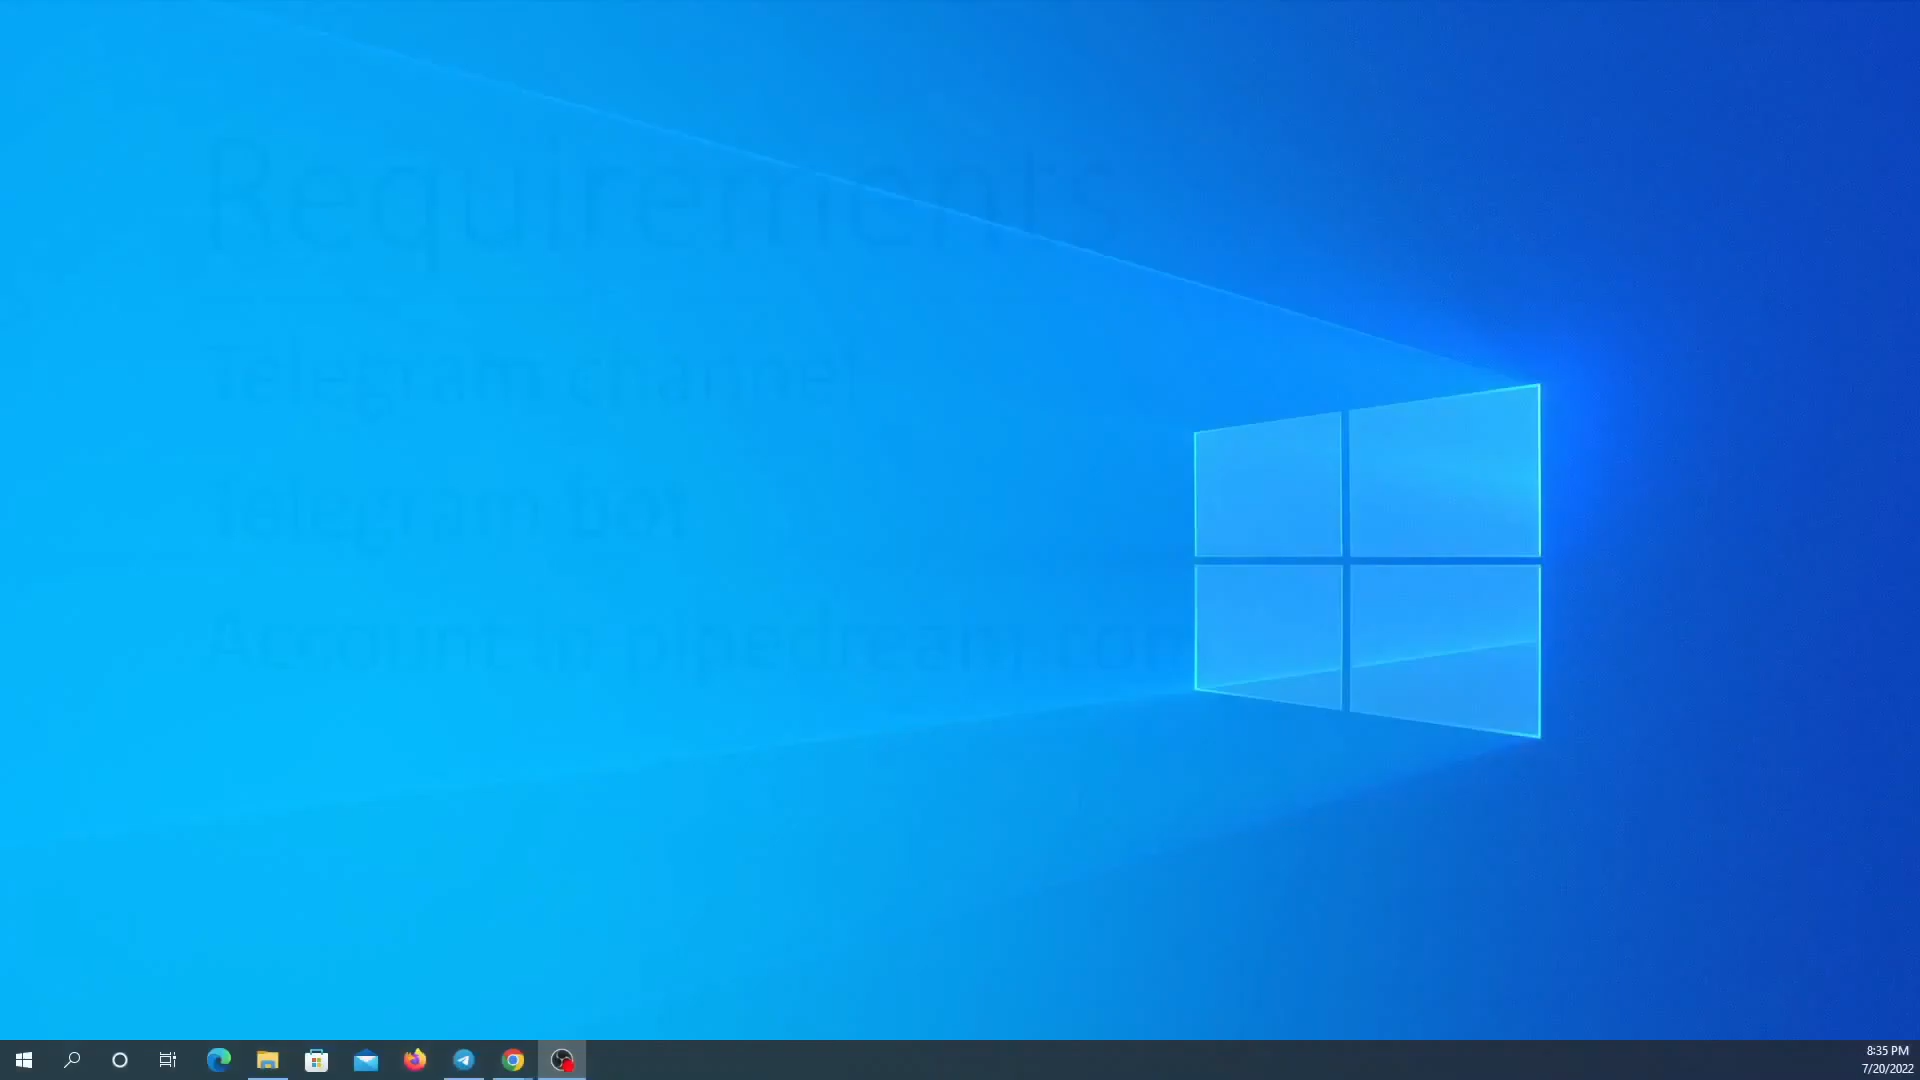 Requirements
Telegram channel
Telegram bot
Account in pipedream.com
8:35 PM
7/20/2022